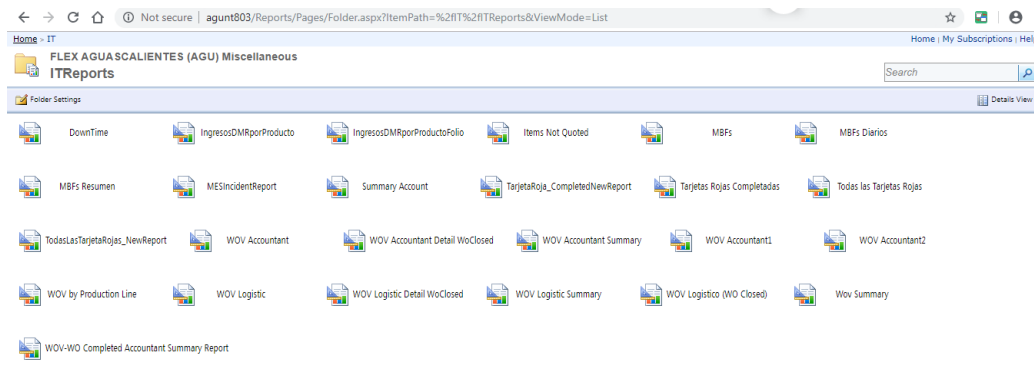 Not secure | agunt803/Reports/Pages/Folder.aspx?ItemPath=%2fIT%2fITReports&ViewMode=List
Home > IT
Home | My Subscriptions | Hel
FLEX AGUASCALIENTES (AGU) Miscellaneous
ITReports
Search
Folder Settings
Details View
DownTime IngresosDMRporProducto IngresosDMRporProductoFolio Items Not Quoted MBFs MBFs Diarios
MBFs Resumen MESIncidentReport Summary Account TarjetaRoja_CompletedNewReport Tarjetas Rojas Completadas Todas las Tarjetas Rojas
TodasLasTarjetaRojas_NewReport WOV Accountant WOV Accountant Detail WoClosed WOV Accountant Summary WOV Accountant1 WOV Accountant2
WOV by Production Line WOV Logistic WOV Logistic Detail WoClosed WOV Logistic Summary WOV Logistico (WO Closed) Wov Summary
WOV-WO Completed Accountant Summary Report